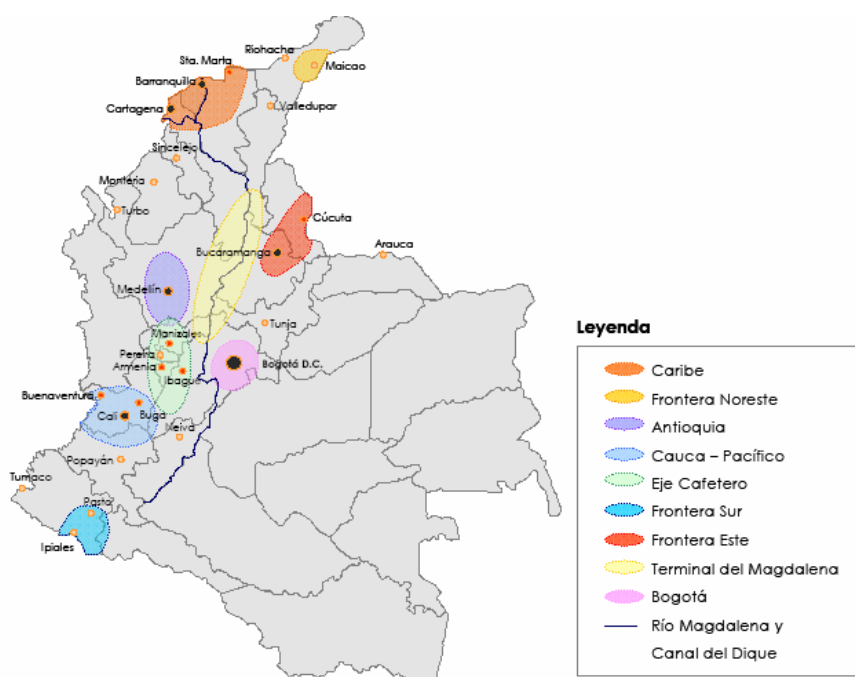 Riohacha
Sta. Marta
Maicao
Barranquilla
Cartagena
Valledupar
Sincelejo
Montería
Turbo
Cúcuta
Bucaramanga
Arauca
Medellín
Tunja
Manizales
Pereira
Armenia
Bogotá D.C.
Ibagué
Buenaventura
Buga
Cali
Neiva
Popayán
Tumaco
Pasto
Ipiales
Leyenda
Caribe
Frontera Noreste
Antioquia
Cauca – Pacífico
Eje Cafetero
Frontera Sur
Frontera Este
Terminal del Magdalena
Bogotá
Río Magdalena y
Canal del Dique